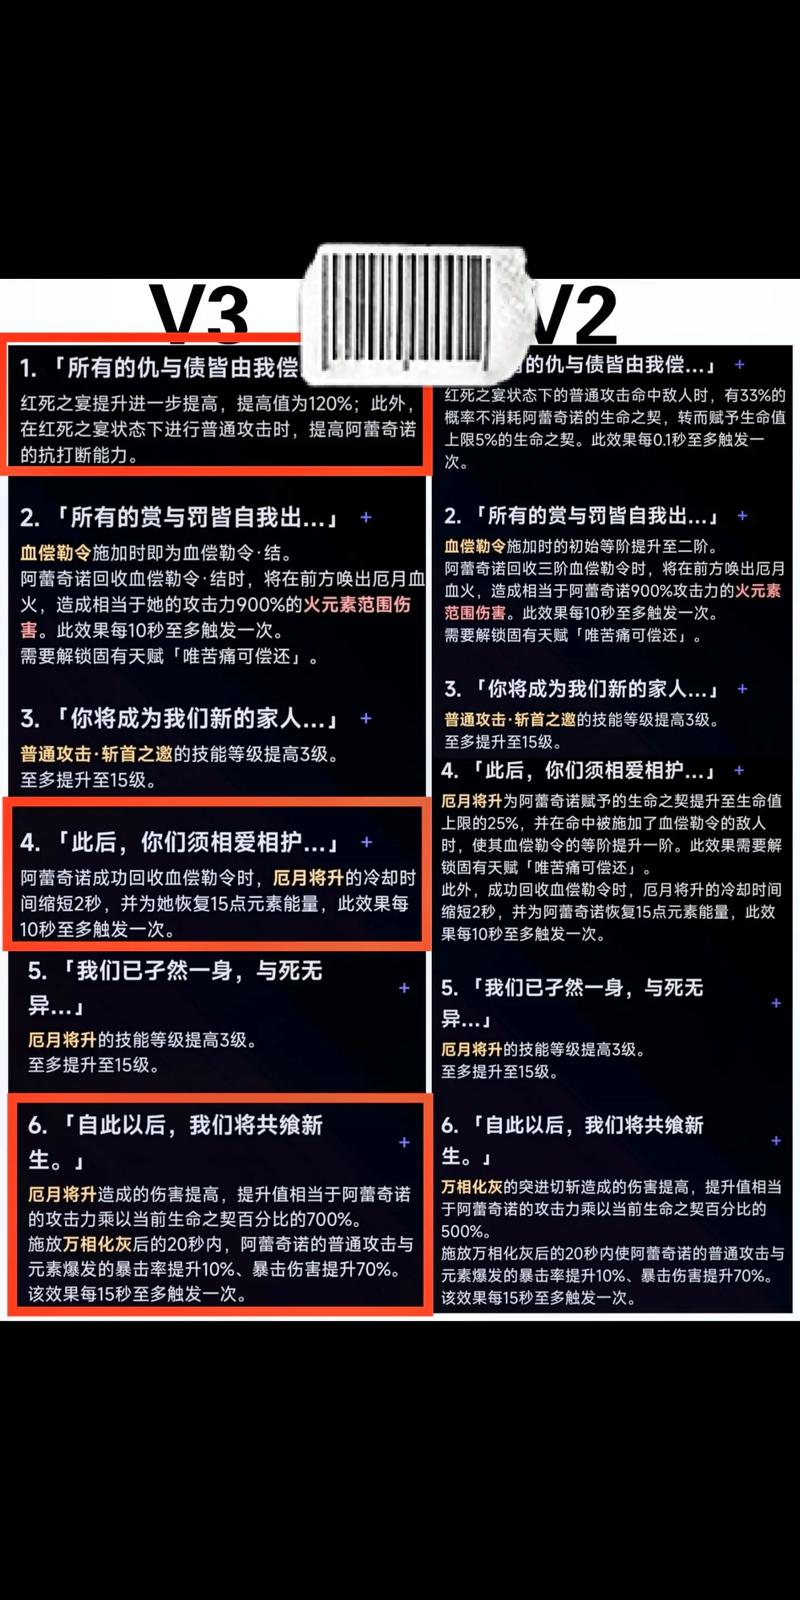 V3
1. 「所有的仇与债皆由我偿
红死之宴提升进一步提高，提高值为120%；此外，
在红死之宴状态下进行普通攻击时，提高阿蕾奇诺
的抗打断能力。
2. 「所有的赏与罚皆自我出...」 +
血偿勒令施加时即为血偿勒令·结。
阿蕾奇诺回收血偿勒令·结时，将在前方唤出厄月血
火，造成相当于她的攻击力900%的火元素范围伤
害。此效果每10秒至多触发一次。
需要解锁固有天赋「唯苦痛可偿还」。
3. 「你将成为我们新的家人...」 +
普通攻击·斩首之邀的技能等级提高3级。
至多提升至15级。
4. 「此后，你们须相爱相护...」 +
阿蕾奇诺成功回收血偿勒令时，厄月将升的冷却时
间缩短2秒，并为她恢复15点元素能量，此效果每
10秒至多触发一次。
5. 「我们已孑然一身，与死无
异...」 +
厄月将升的技能等级提高3级。
至多提升至15级。
6. 「自此以后，我们将共飨新
生。」 +
厄月将升造成的伤害提高，提升值相当于阿蕾奇诺
的攻击力乘以当前生命之契百分比的700%。
施放万相化灰后的20秒内，阿蕾奇诺的普通攻击与
元素爆发的暴击率提升10%、暴击伤害提升70%。
该效果每15秒至多触发一次。
V2
的仇与债皆由我偿...」 +
红死之宴状态下的普通攻击命中敌人时，有33%的
概率不消耗阿蕾奇诺的生命之契，转而赋予生命值
上限5%的生命之契。此效果每0.1秒至多触发一
次。
2. 「所有的赏与罚皆自我出...」 +
血偿勒令施加时的初始等阶提升至二阶。
阿蕾奇诺回收三阶血偿勒令时，将在前方唤出厄月
血火，造成相当于阿蕾奇诺900%攻击力的火元素
范围伤害。此效果每10秒至多触发一次。
需要解锁固有天赋「唯苦痛可偿还」。
3. 「你将成为我们新的家人...」 +
普通攻击·斩首之邀的技能等级提高3级。
至多提升至15级。
4. 「此后，你们须相爱相护...」 +
厄月将升为阿蕾奇诺赋予的生命之契提升至生命值
上限的25%，并在命中被施加了血偿勒令的敌人
时，使其血偿勒令的等阶提升一阶。此效果需要解
锁固有天赋「唯苦痛可偿还」。
此外，成功回收血偿勒令时，厄月将升的冷却时间
缩短2秒，并为阿蕾奇诺恢复15点元素能量，此效
果每10秒至多触发一次。
5. 「我们已孑然一身，与死无
异...」 +
厄月将升的技能等级提高3级。
至多提升至15级。
6. 「自此以后，我们将共飨新
生。」 +
万相化灰的突进切斩造成的伤害提高，提升值相当
于阿蕾奇诺的攻击力乘以当前生命之契百分比的
500%。
施放万相化灰后的20秒内使阿蕾奇诺的普通攻击与
元素爆发的暴击率提升10%、暴击伤害提升70%。
该效果每15秒至多触发一次。